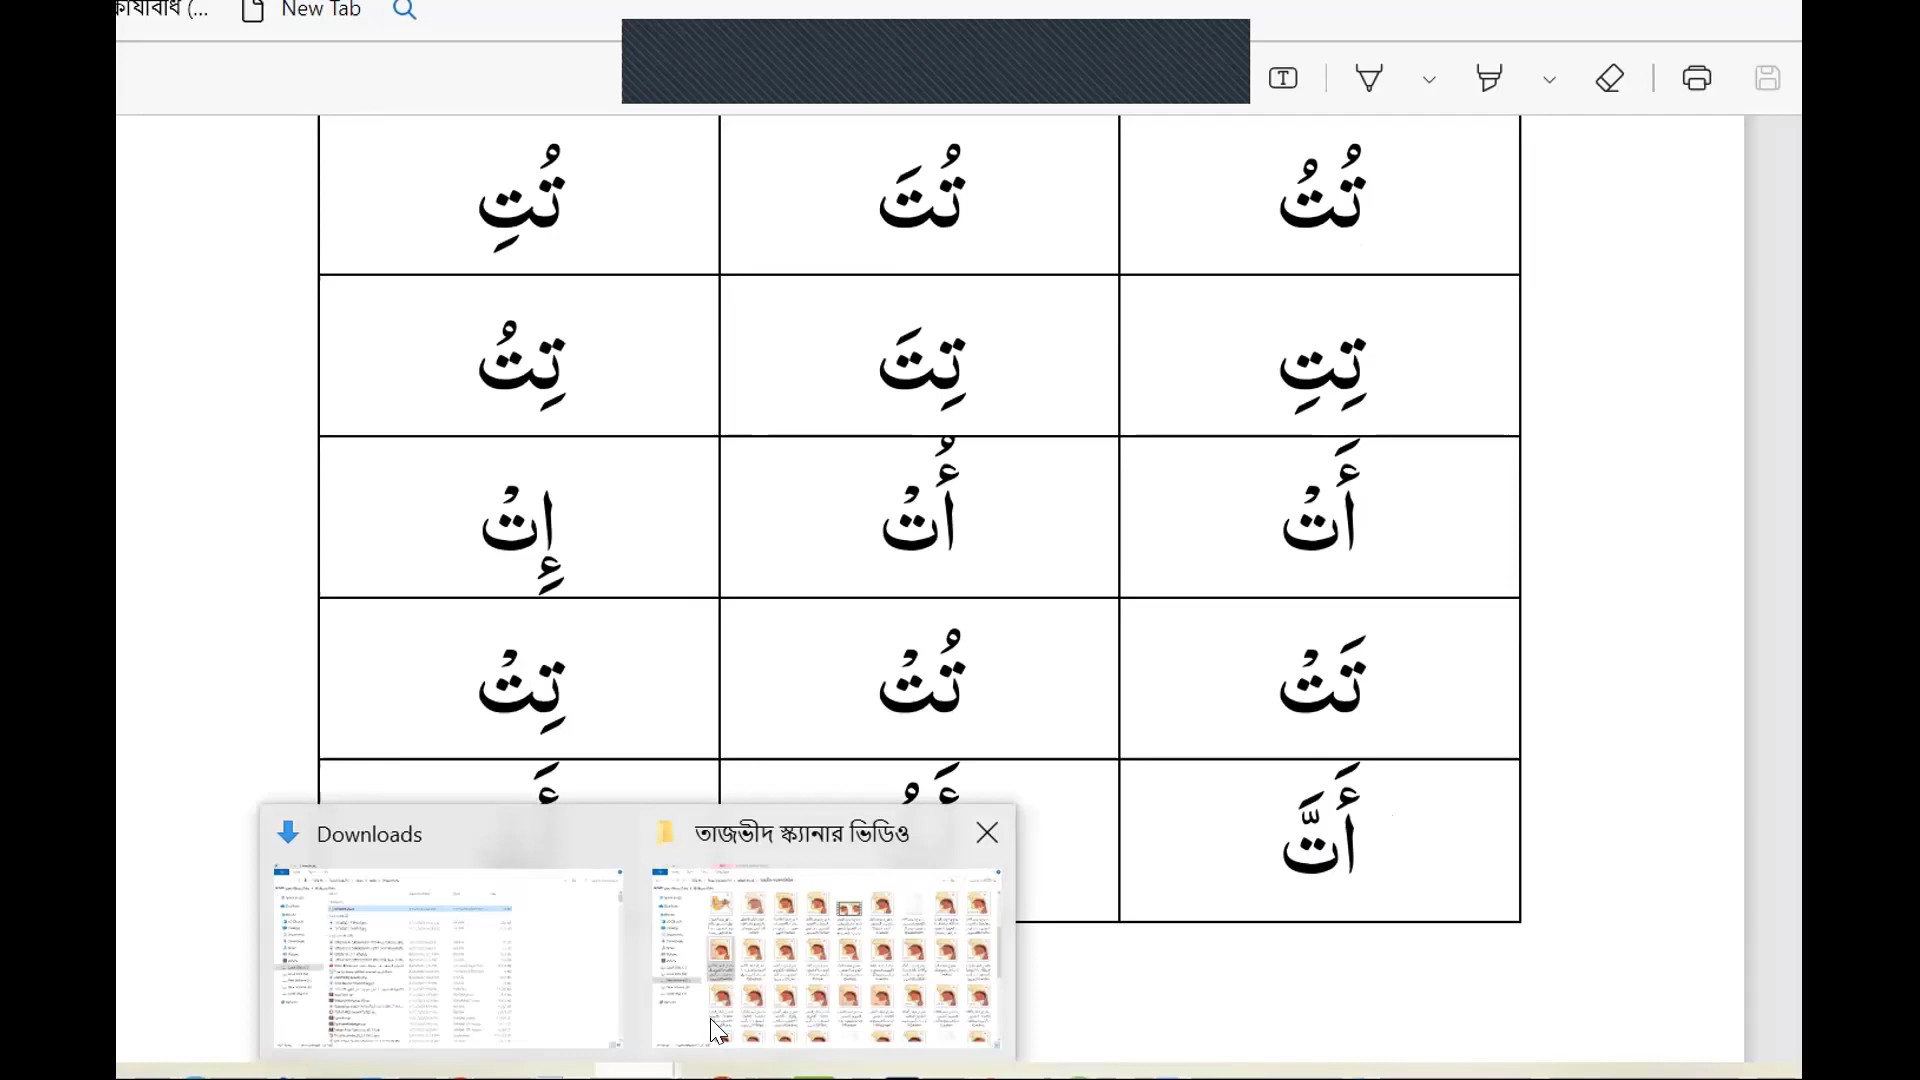 New Tab
تُتُ تُتَ تُتِ
تِتِ تِتَ تِتُ
أَتْ أُتْ إِتْ
تَتْ تُتْ تِتْ
أَتَّ
Downloads
তাজভীদ স্ক্যানার ভিডিও